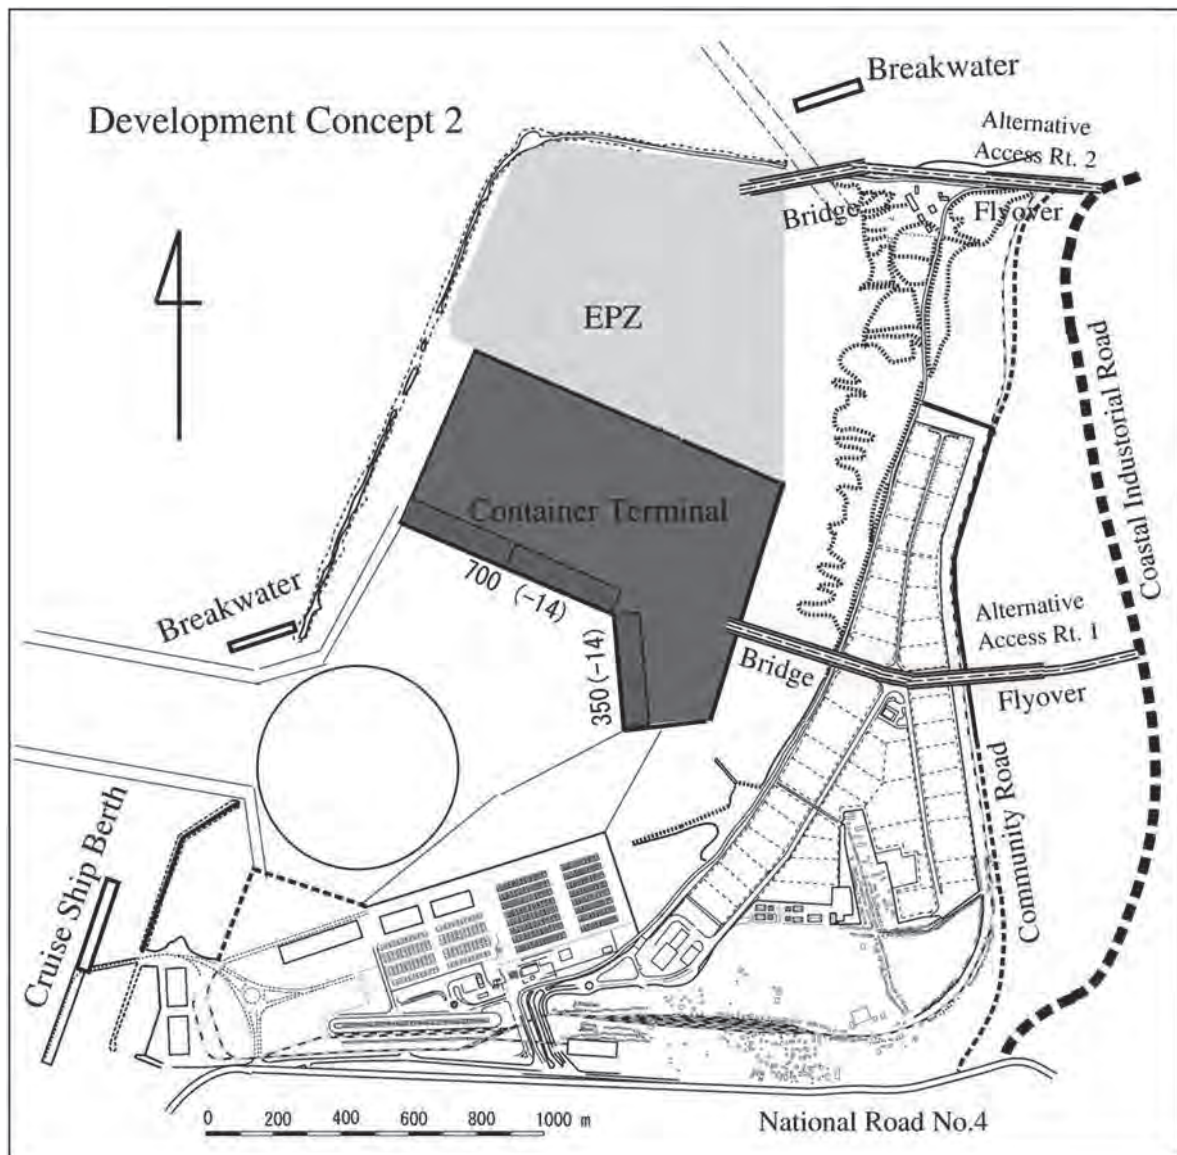 Breakwater
Development Concept 2
Alternative
Access Rt. 2
Bridge
Flyover
EPZ
Coastal Industorial Road
Container Terminal
700 (-14)
Breakwater
350 (-14)
Alternative
Access Rt. 1
Bridge
Flyover
Community Road
Cruise Ship Berth
0 200 400 600 800 1000 m
National Road No.4